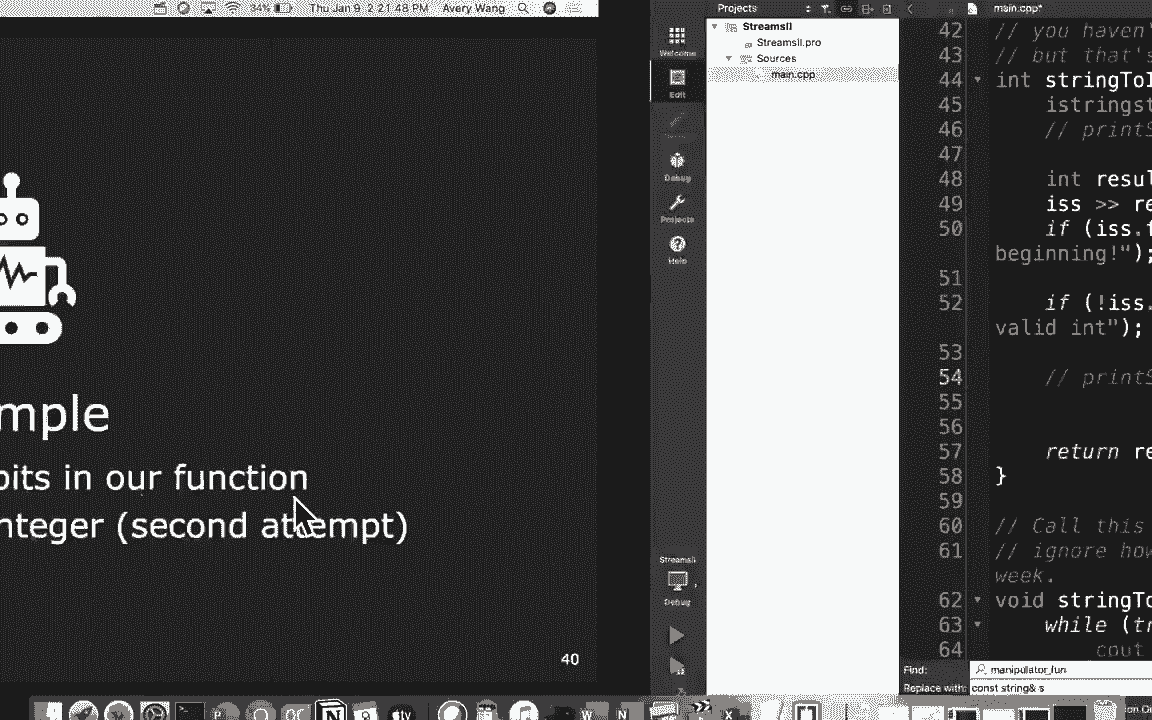 34% Thu Jan 9 2:21:48 PM Avery Wang
mple
bits in our function
nteger (second attempt)
40
Projects
main.cpp*
Welcome
Edit
Debug
Projects
Help
StreamsII
Debug
StreamsII
StreamsII.pro
Sources
main.cpp
42 // you haven'
43 // but that's
44 int stringToI
45 istringst
46 // printS
47
48 int resul
49 iss >> re
50 if (iss.f
beginning!");
51
52 if (!iss.
valid int");
53
54 // printS
55
56
57 return re
58 }
59
60 // Call this
61 // ignore how
week.
62 void stringTo
63 while (tr
64 cout
Find: manipulator_fun
Replace with: const string& s